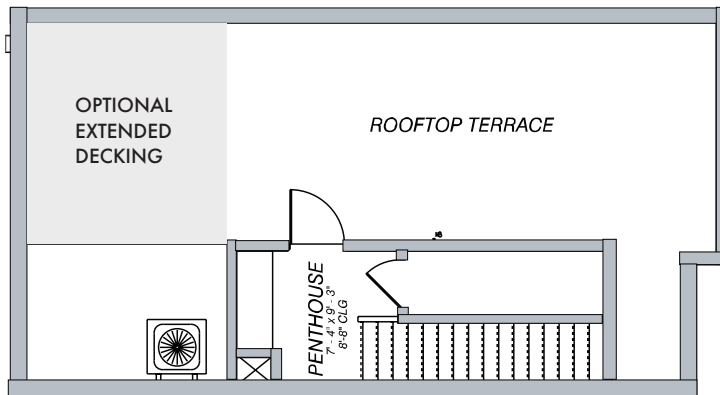 OPTIONAL
EXTENDED
DECKING
ROOFTOP TERRACE
PENTHOUSE
7' - 4" x 9' - 3"
8'-8" CLG